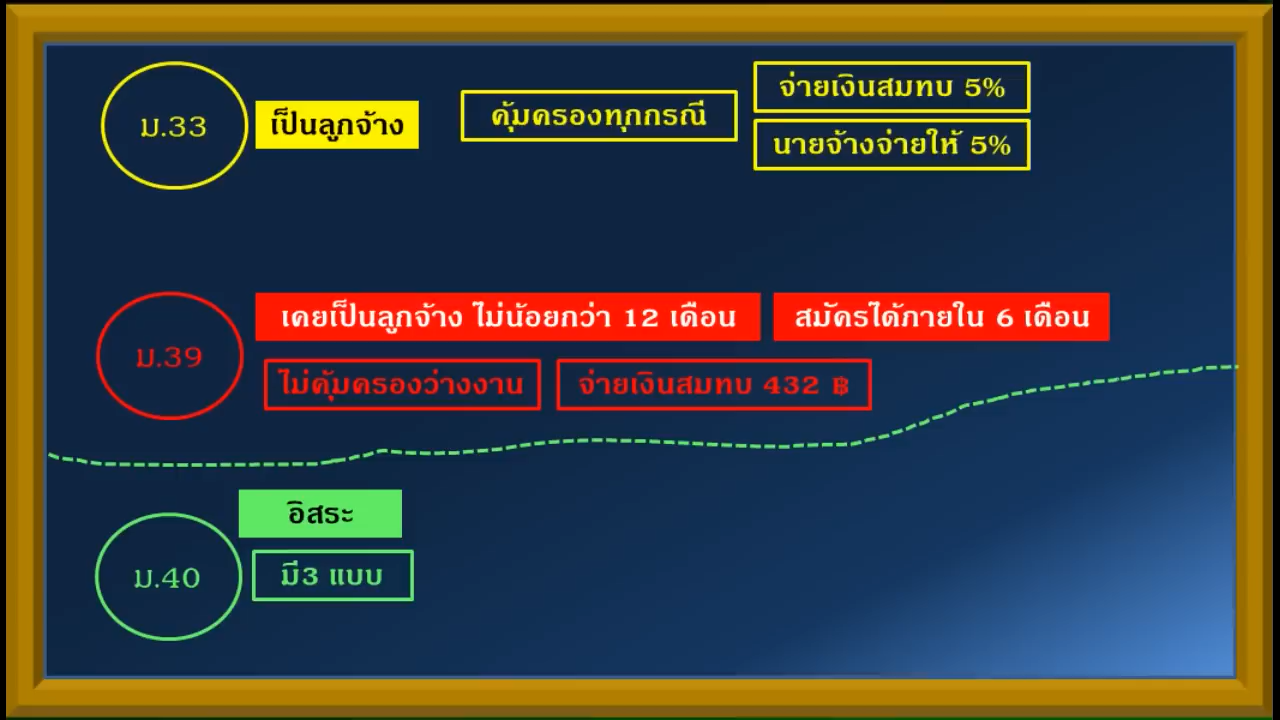 ม.33
เป็นลูกจ้าง
คุ้มครองทุกกรณี
จ่ายเงินสมทบ 5%
นายจ้างจ่ายให้ 5%
ม.39
เคยเป็นลูกจ้าง ไม่น้อยกว่า 12 เดือน
สมัครได้ภายใน 6 เดือน
ไม่คุ้มครองว่างงาน
จ่ายเงินสมทบ 432 ฿
ม.40
อิสระ
มี3 แบบ